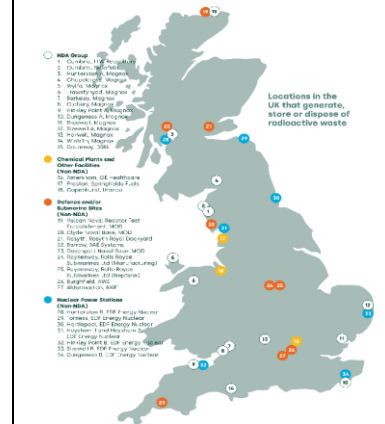 Locations in the
UK that generate,
store or dispose of
radioactive waste
NDA Group
1. Cumbria, LLW Repository
2. Cumbria, Sellafield
3. Hunterston A, Magnox
4. Chapelcross, Magnox
5. Wylfa, Magnox
6. Trawsfynydd, Magnox
7. Berkeley, Magnox
8. Oldbury, Magnox
9. Hinkley Point A, Magnox
10. Dungeness A, Magnox
11. Bradwell, Magnox
12. Sizewell A, Magnox
13. Harwell, Magnox
14. Winfrith, Magnox
15. Dounreay, DSRL
Chemical Plants and
Other Facilities
(Non-NDA)
16. Amersham, GE Healthcare
17. Preston, Springfields Fuels
18. Capenhurst, Urenco
Defence and/or
Submarine Sites
(Non-NDA)
19. Vulcan Naval Reactor Test
Establishment, MOD
20. Clyde Naval Base, MOD
21. Rosyth, Rosyth Royal Dockyard
22. Barrow, BAE Systems
23. Devonport Naval Base, MOD
24. Raynesway, Rolls-Royce
Submarines Ltd (Manufacturing)
25. Raynesway, Rolls-Royce
Submarines Ltd (Neptune)
26. Burghfield, AWE
27. Aldermaston, AWE
Nuclear Power Stations
(Non-NDA)
28. Hunterston B, EDF Energy Nuclear
29. Torness, EDF Energy Nuclear
30. Hartlepool, EDF Energy Nuclear
31. Heysham 1 and Heysham 2,
EDF Energy Nuclear
32. Hinkley Point B, EDF Energy Nuclear
33. Sizewell B, EDF Energy Nuclear
34. Dungeness B, EDF Energy Nuclear